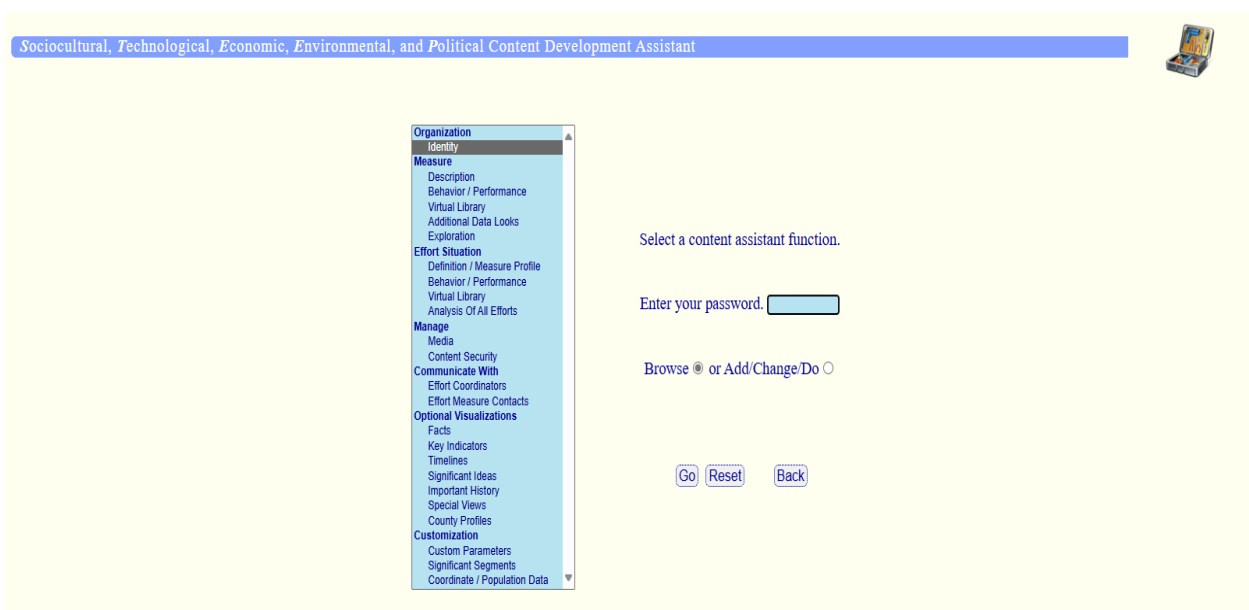 Sociocultural, Technological, Economic, Environmental, and Political Content Development Assistant
Organization
Identity
Measure
Description
Behavior / Performance
Virtual Library
Additional Data Looks
Exploration
Effort Situation
Definition / Measure Profile
Behavior / Performance
Virtual Library
Analysis Of All Efforts
Manage
Media
Content Security
Communicate With
Effort Coordinators
Effort Measure Contacts
Optional Visualizations
Facts
Key Indicators
Timelines
Significant Ideas
Important History
Special Views
County Profiles
Customization
Custom Parameters
Significant Segments
Coordinate / Population Data
Select a content assistant function.
Enter your password.
Browse or Add/Change/Do
Go Reset Back